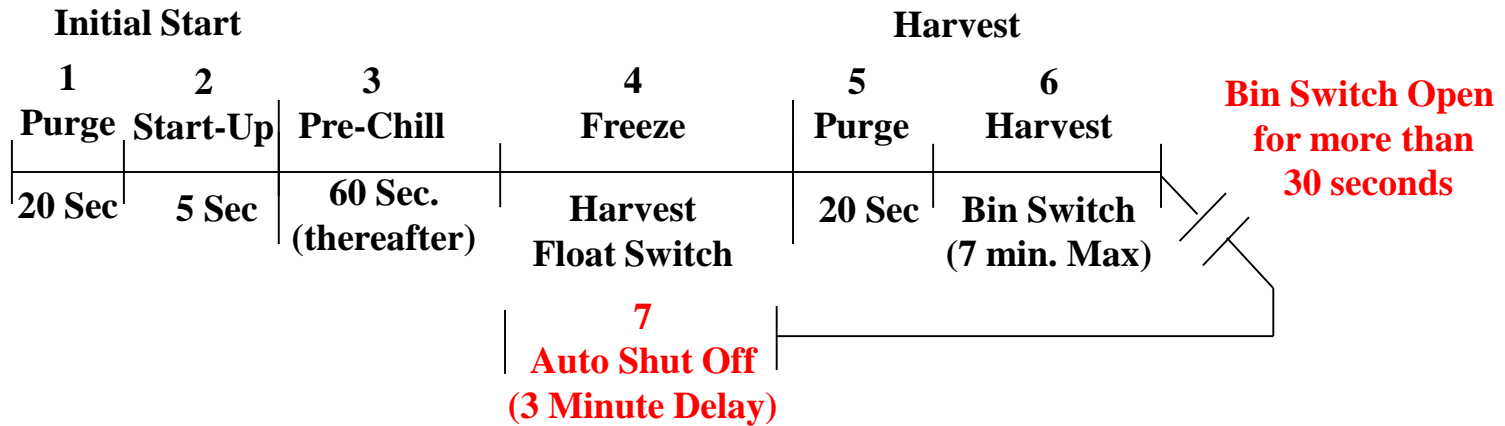 Initial Start
Harvest
1
Purge
20 Sec
2
Start-Up
5 Sec
3
Pre-Chill
60 Sec.
(thereafter)
4
Freeze
Harvest
Float Switch
5
Purge
20 Sec
6
Harvest
Bin Switch
(7 min. Max)
Bin Switch Open
for more than
30 seconds
7
Auto Shut Off
(3 Minute Delay)